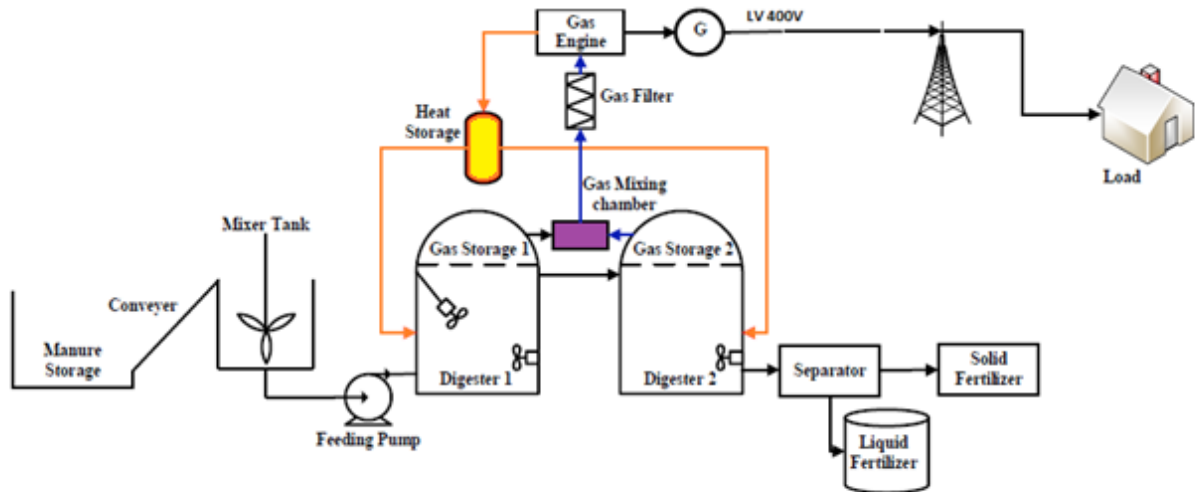 Gas
Engine
G
LV 400V
Gas Filter
Heat
Storage
Load
Gas Mixing
chamber
Mixer Tank
Gas Storage 1
Gas Storage 2
Conveyer
Manure
Storage
Digester 1
Digester 2
Separator
Solid
Fertilizer
Feeding Pump
Liquid
Fertilizer